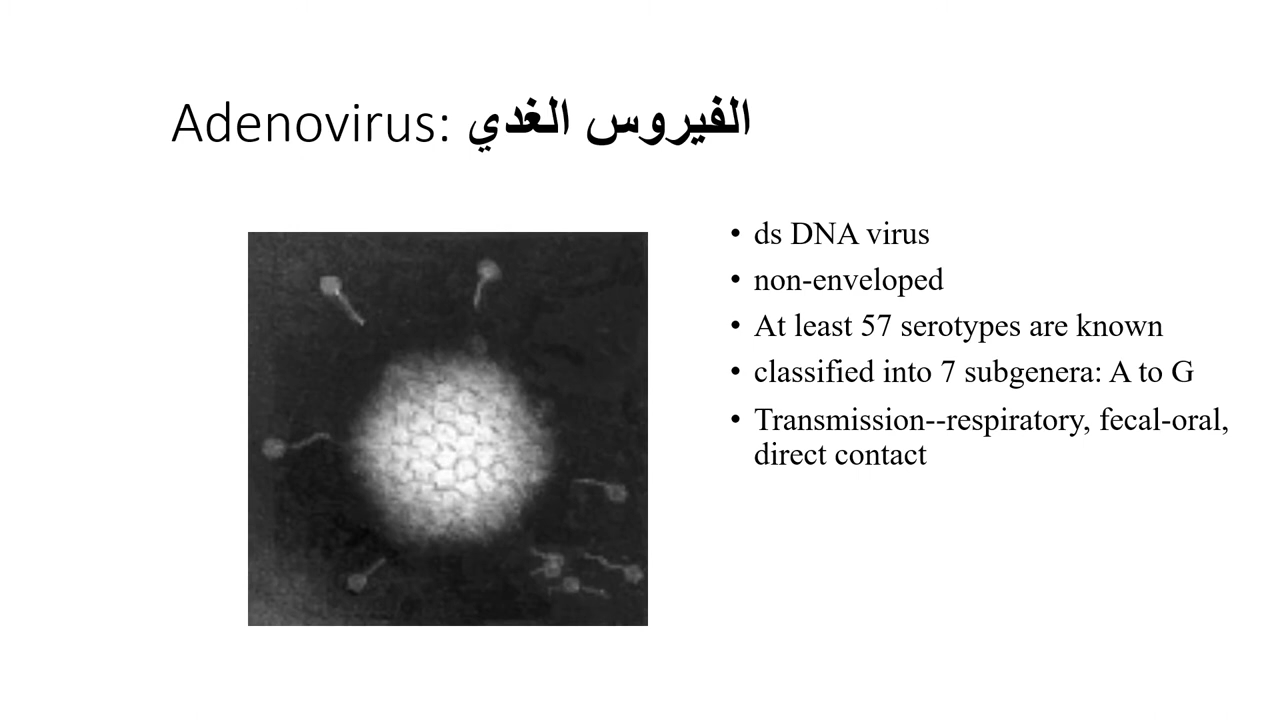 Adenovirus: الفيروس الغدي
• ds DNA virus
• non-enveloped
• At least 57 serotypes are known
• classified into 7 subgenera: A to G
• Transmission--respiratory, fecal-oral,
direct contact